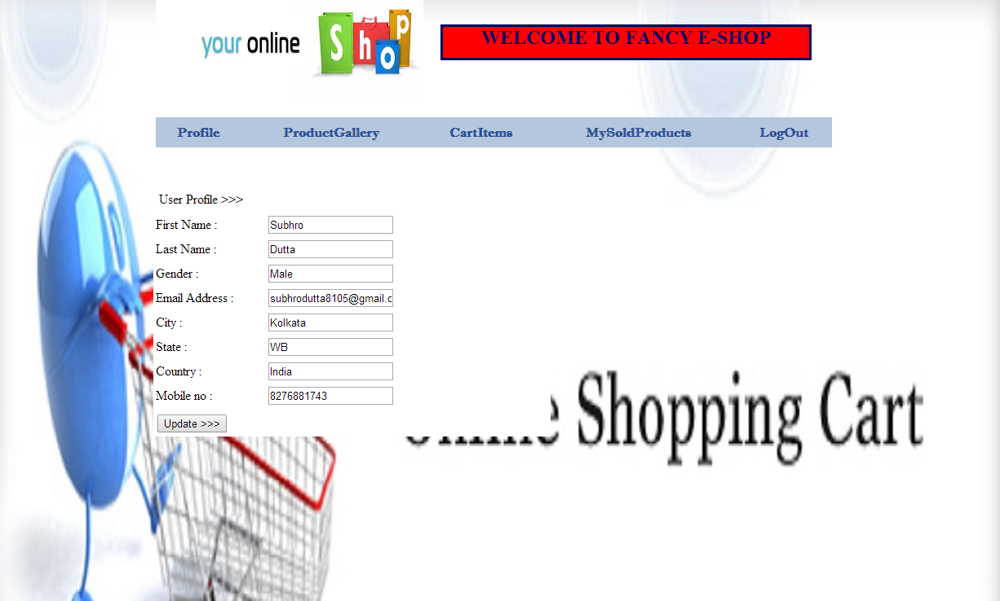 your online Shop
WELCOME TO FANCY E-SHOP
Profile ProductGallery CartItems MySoldProducts LogOut
User Profile >>>
First Name : Subhro
Last Name : Dutta
Gender : Male
Email Address : subhrodutta8105@gmail.c
City : Kolkata
State : WB
Country : India
Mobile no : 8276881743
Update >>>
Shopping Cart